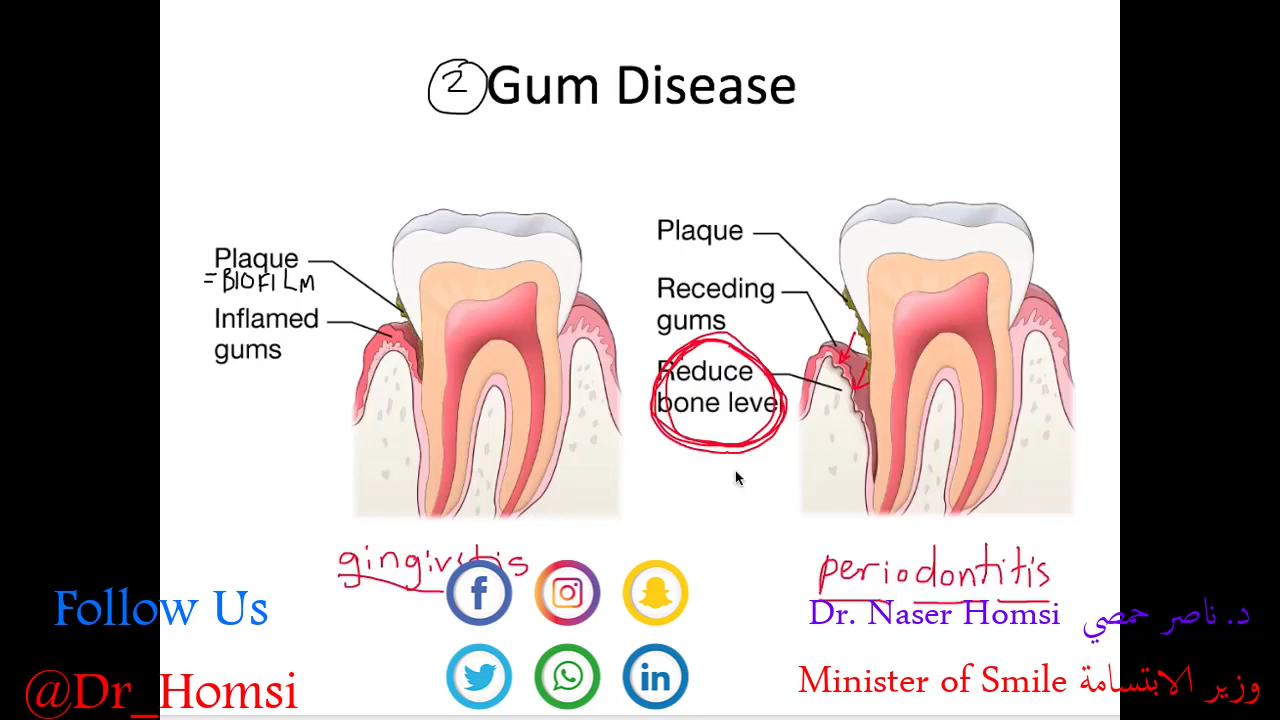 2 Gum Disease
Plaque
= BIOFILM
Inflamed
gums
Plaque
Receding
gums
Reduce
bone level
gingivitis
periodontitis
Follow Us
@Dr_Homsi
Dr. Naser Homsi د. ناصر حمصي
Minister of Smile وزير الابتسامة